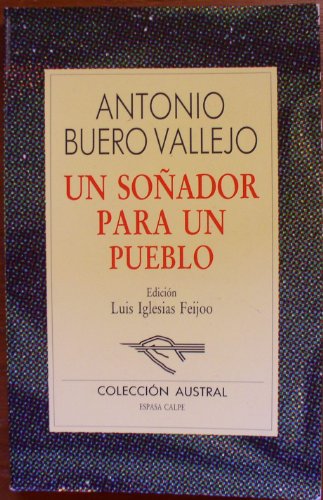 ANTONIO
BUERO VALLEJO
UN SOÑADOR
PARA UN
PUEBLO
Edición
Luis Iglesias Feijoo
COLECCIÓN AUSTRAL
ESPASA CALPE